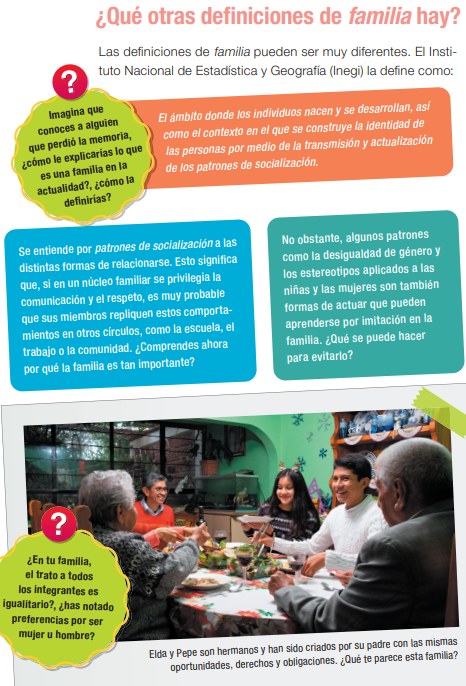 ¿Qué otras definiciones de familia hay?
Las definiciones de familia pueden ser muy diferentes. El Insti-
tuto Nacional de Estadística y Geografía (Inegi) la define como:
?
Imagina que
conoces a alguien
que perdió la memoria,
¿cómo le explicarías lo que
es una familia en la
actualidad?, ¿cómo la
definirías?
El ámbito donde los individuos nacen y se desarrollan, así
como el contexto en el que se construye la identidad de
las personas por medio de la transmisión y actualización
de los patrones de socialización.
Se entiende por patrones de socialización a las
distintas formas de relacionarse. Esto significa
que, si en un núcleo familiar se privilegia la
comunicación y el respeto, es muy probable
que sus miembros repliquen estos comporta-
mientos en otros círculos, como la escuela, el
trabajo o la comunidad. ¿Comprendes ahora
por qué la familia es tan importante?
No obstante, algunos patrones
como la desigualdad de género y
los estereotipos aplicados a las
niñas y las mujeres son también
formas de actuar que pueden
aprenderse por imitación en la
familia. ¿Qué se puede hacer
para evitarlo?
?
¿En tu familia,
el trato a todos
los integrantes es
igualitario?, ¿has notado
preferencias por ser
mujer u hombre?
Elda y Pepe son hermanos y han sido criados por su padre con las mismas
oportunidades, derechos y obligaciones. ¿Qué te parece esta familia?